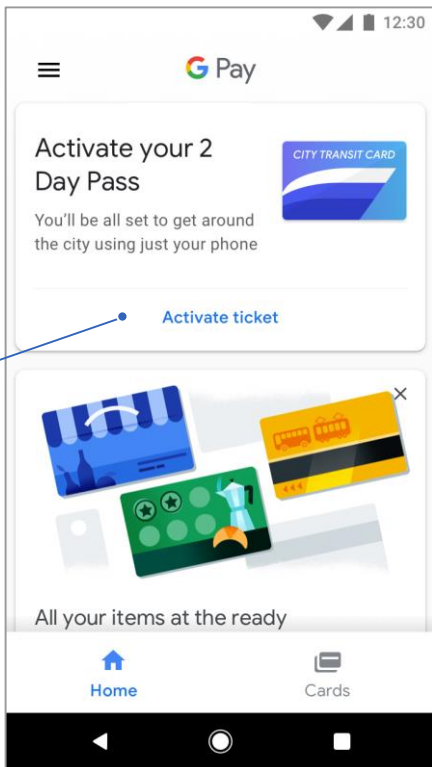 12:30
G Pay
Activate your 2
Day Pass
CITY TRANSIT CARD
You'll be all set to get around
the city using just your phone
Activate ticket
All your items at the ready
Home
Cards